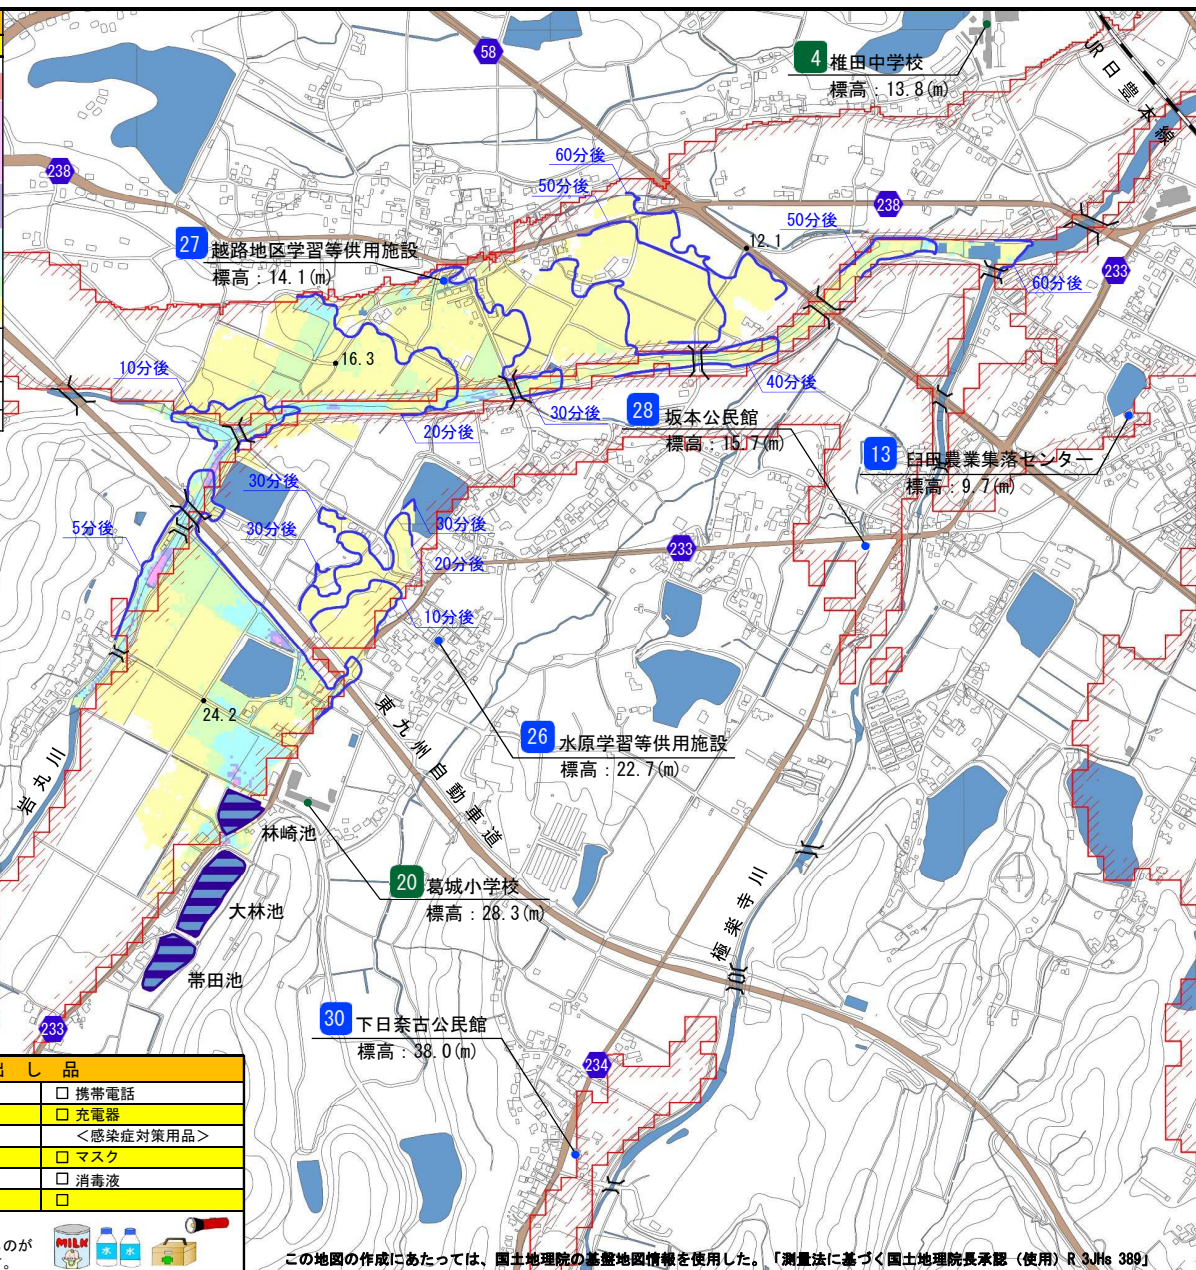 58
4 椎田中学校
標高：13.8(m)
JR日豊本線
238
60分後
50分後
238
50分後
27 越路地区学習等供用施設
標高：14.1(m)
12.1
233
60分後
16.3
10分後
40分後
30分後
20分後
28 坂本公民館
標高：15.7(m)
13 臼田農業集落センター
標高：9.7(m)
30分後
5分後
30分後
30分後
233
20分後
10分後
24.2
東九州自動車道
26 水原学習等供用施設
標高：22.7(m)
岩丸川
林崎池
20 葛城小学校
標高：28.3(m)
極楽寺川
大林池
帯田池
30 下日奈古公民館
標高：38.0(m)
233
234
出し品
□ 携帯電話
□ 充電器
＜感染症対策用品＞
□ マスク
□ 消毒液
□
のが
。
MILK
水
水
この地図の作成にあたっては、国土地理院の基盤地図情報を使用した。「測量法に基づく国土地理院長承認（使用）R 3JHs 389」